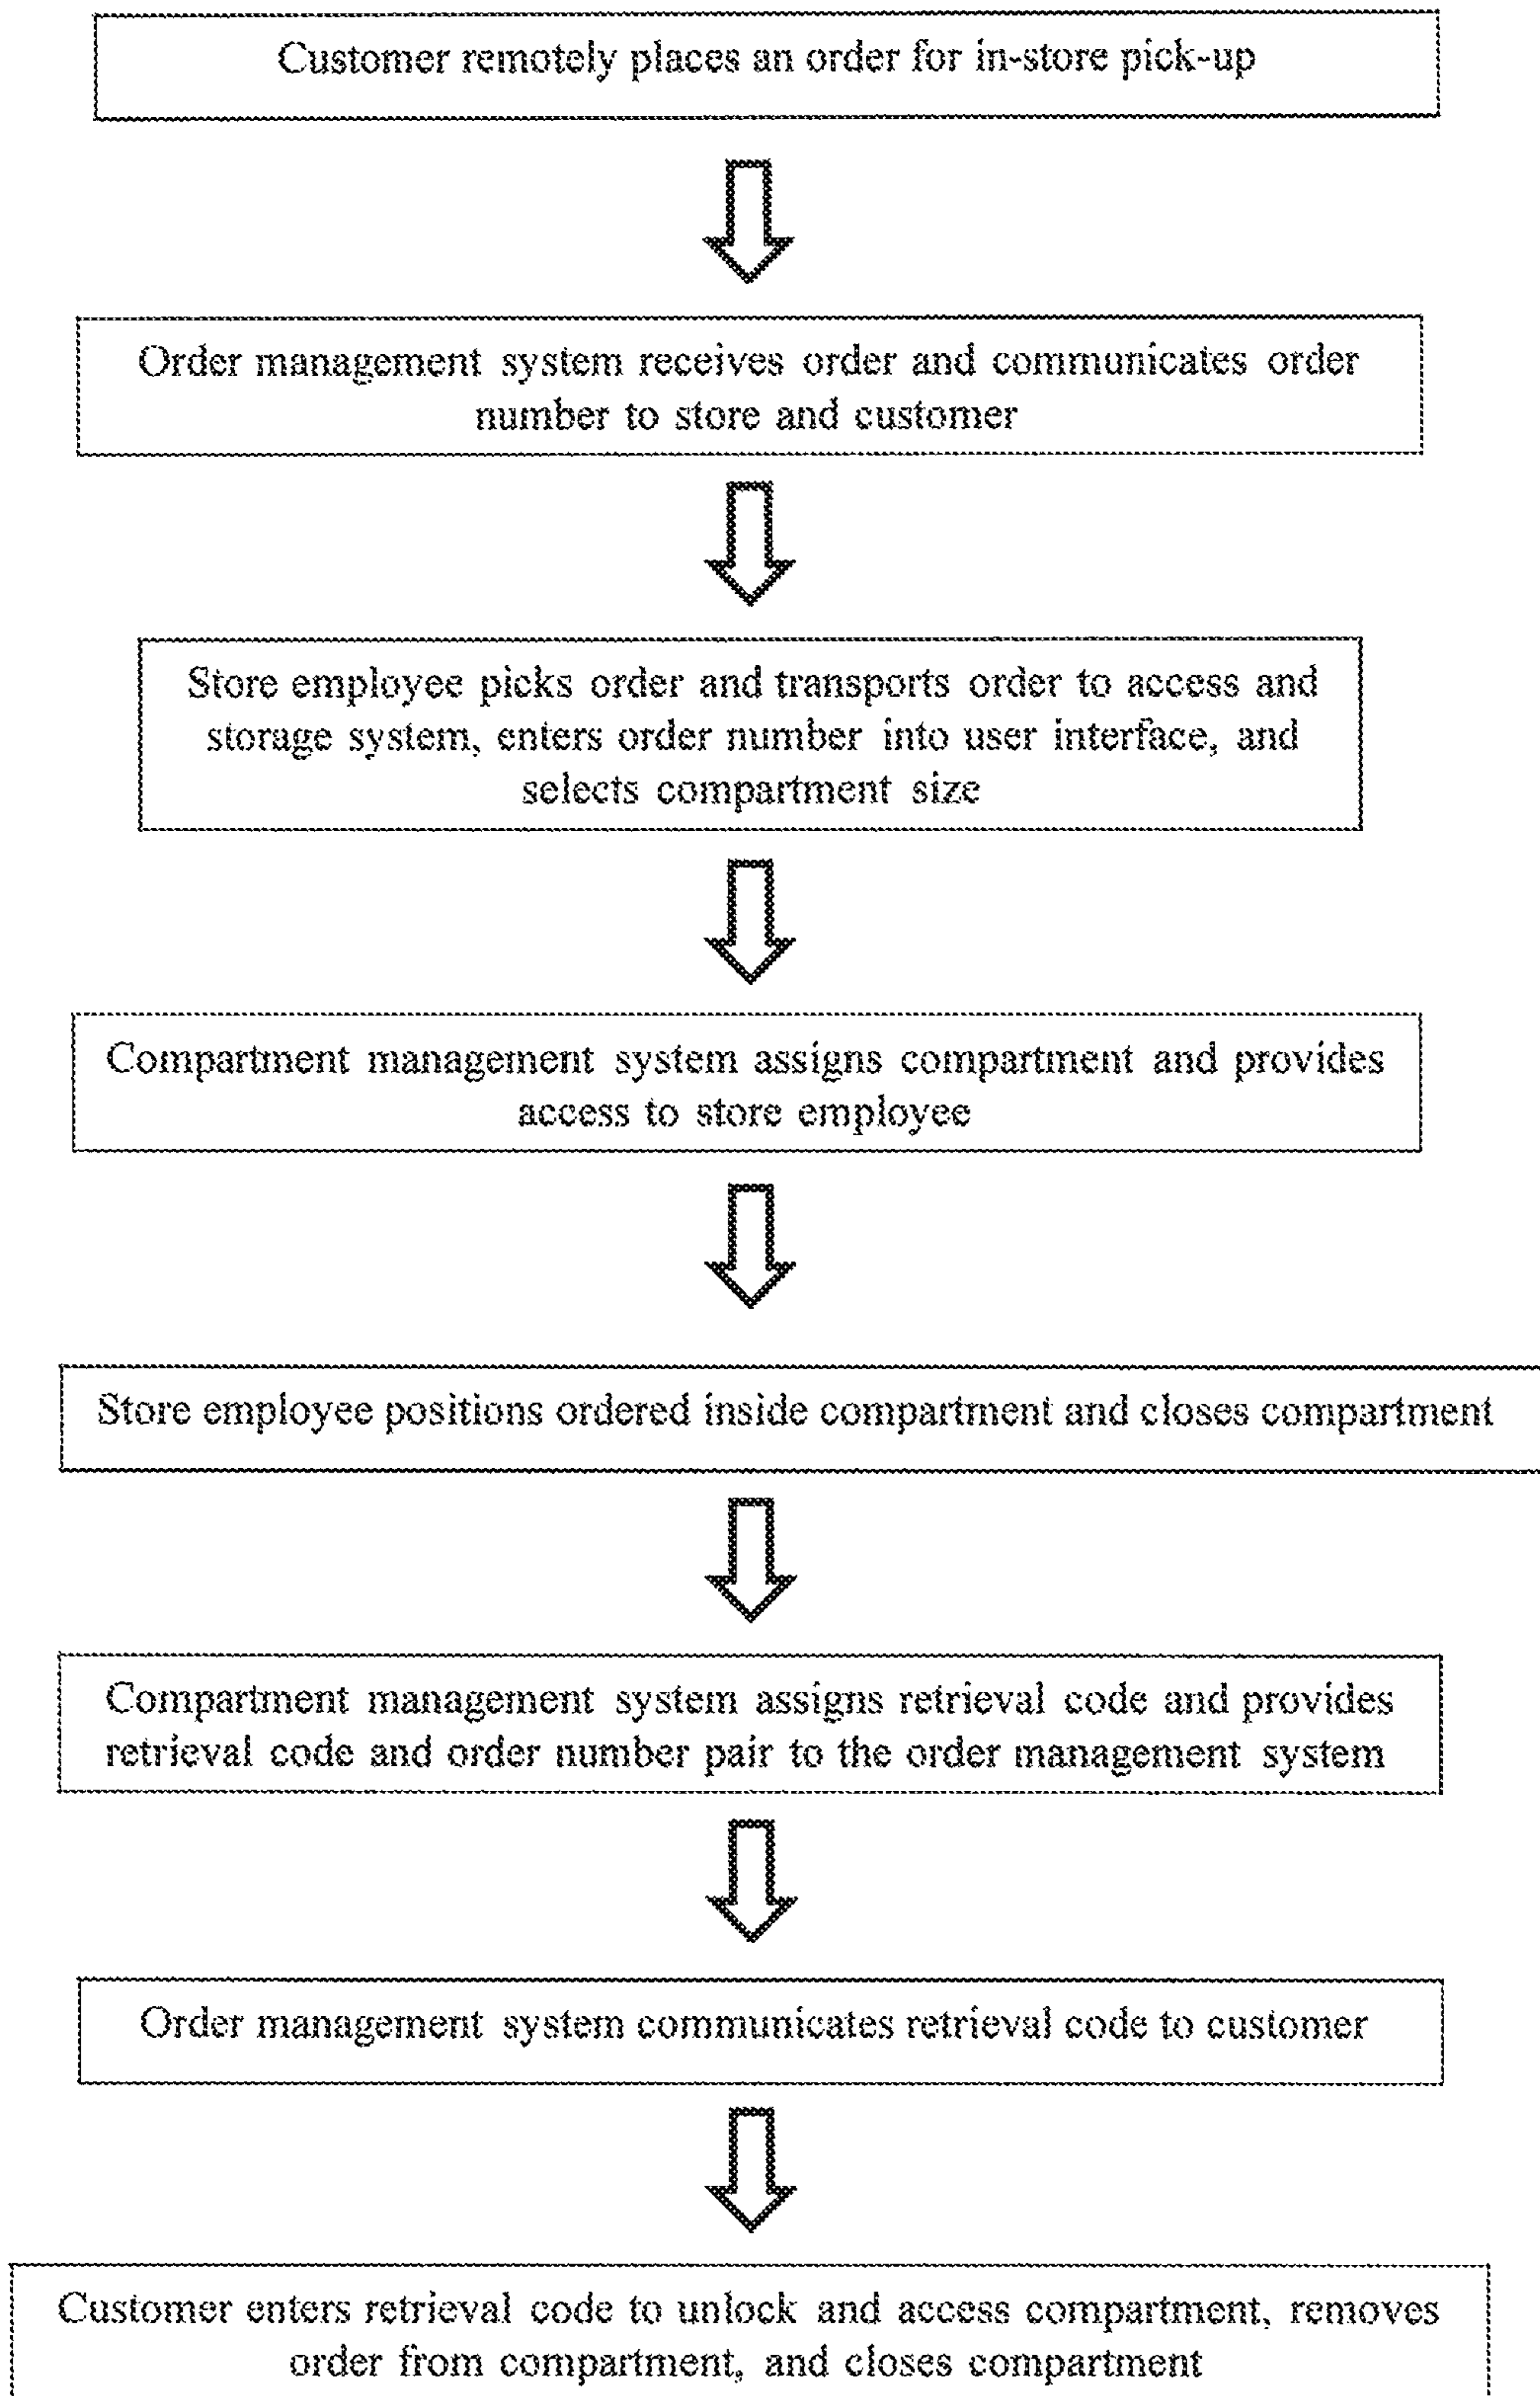 Customer remotely places an order for in-store pick-up
Order management system receives order and communicates order
number to store and customer
Store employee picks order and transports order to access and
storage system, enters order number into user interface, and
selects compartment size
Compartment management system assigns compartment and provides
access to store employee
Store employee positions ordered inside compartment and closes compartment
Compartment management system assigns retrieval code and provides
retrieval code and order number pair to the order management system
Order management system communicates retrieval code to customer
Customer enters retrieval code to unlock and access compartment, removes
order from compartment, and closes compartment